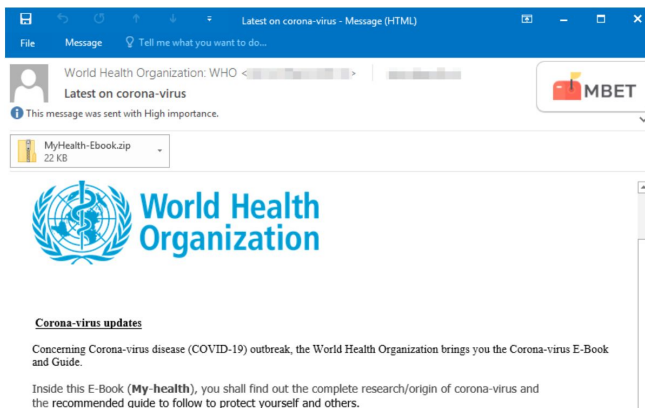 Latest on corona-virus - Message (HTML)
File Message Tell me what you want to do...
World Health Organization: WHO < >
Latest on corona-virus
MBET
This message was sent with High importance.
MyHealth-Ebook.zip
22 KB
World Health
Organization
Corona-virus updates
Concerning Corona-virus disease (COVID-19) outbreak, the World Health Organization brings you the Corona-virus E-Book
and Guide.
Inside this E-Book (My-health), you shall find out the complete research/origin of corona-virus and
the recommended guide to follow to protect yourself and others.